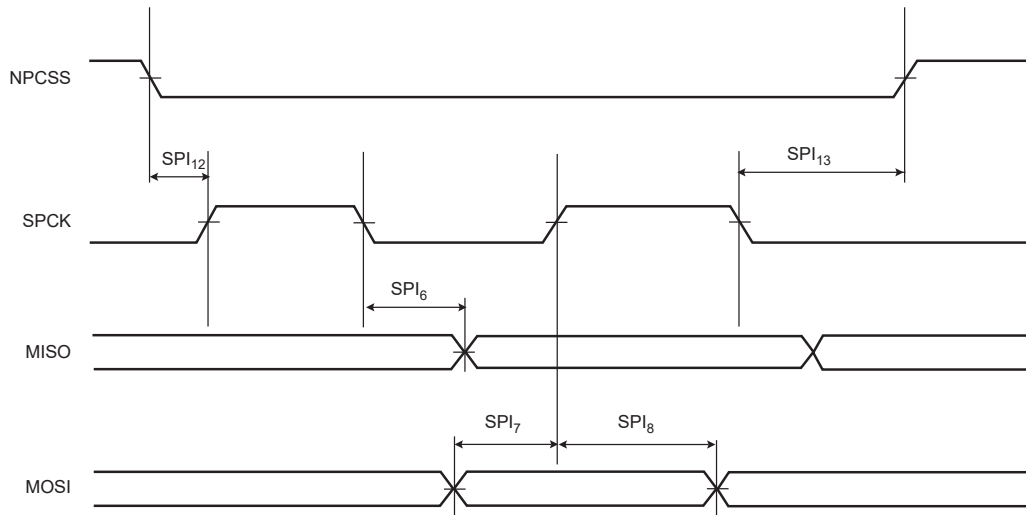 NPCSS
SPI₁₂
SPI₁₃
SPCK
SPI₆
MISO
SPI₇
SPI₈
MOSI